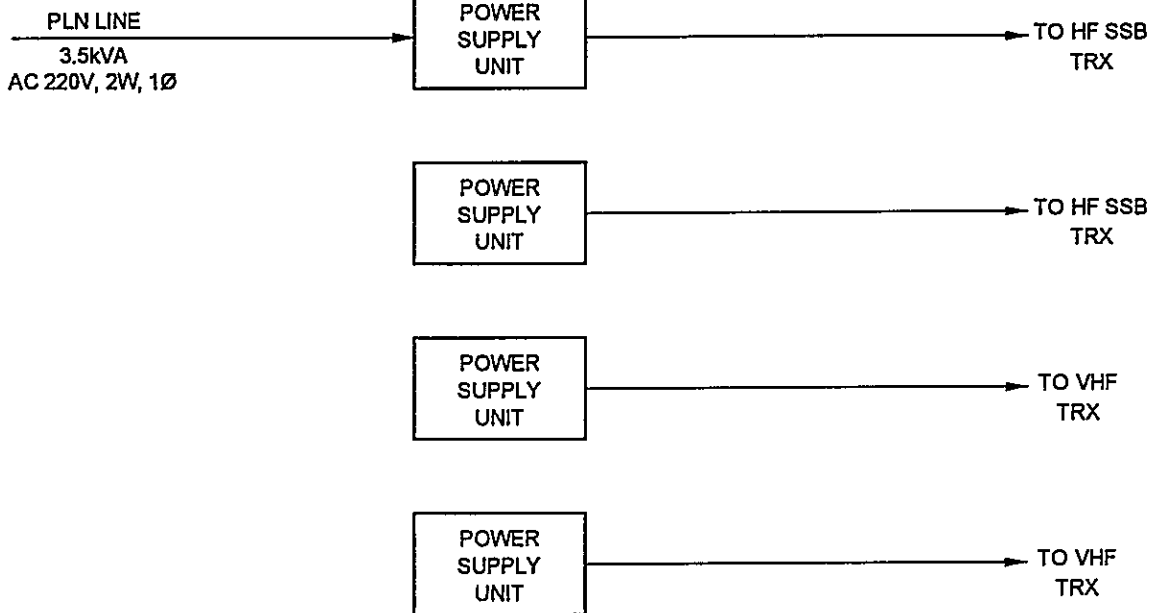 PLN LINE
3.5kVA
AC 220V, 2W, 1Ø
POWER
SUPPLY
UNIT
TO HF SSB
TRX
POWER
SUPPLY
UNIT
TO HF SSB
TRX
POWER
SUPPLY
UNIT
TO VHF
TRX
POWER
SUPPLY
UNIT
TO VHF
TRX